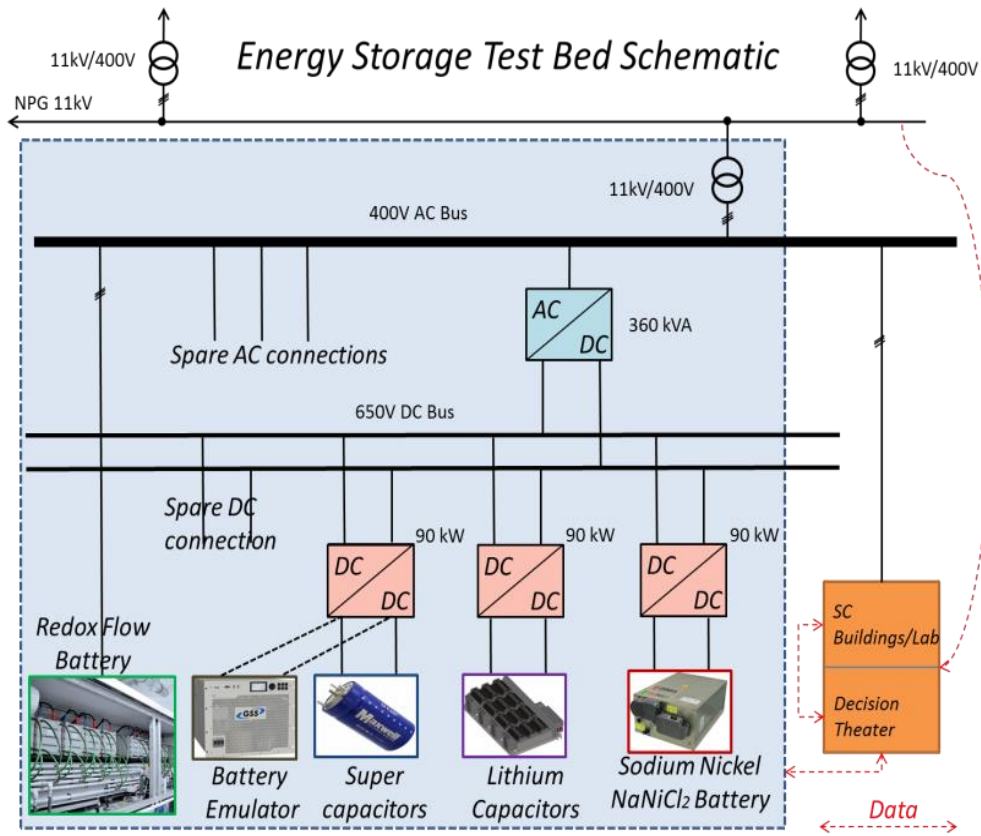 Energy Storage Test Bed Schematic
11kV/400V
11kV/400V
NPG 11kV
11kV/400V
400V AC Bus
AC
DC
360 kVA
Spare AC connections
650V DC Bus
Spare DC
connection
90 kW
90 kW
90 kW
DC
DC
DC
DC
DC
DC
Redox Flow
Battery
GSS
Maxwell
Battery
Emulator
Super
capacitors
Lithium
Capacitors
Sodium Nickel
NaNiCl₂ Battery
SC
Buildings/Lab
Decision
Theater
Data